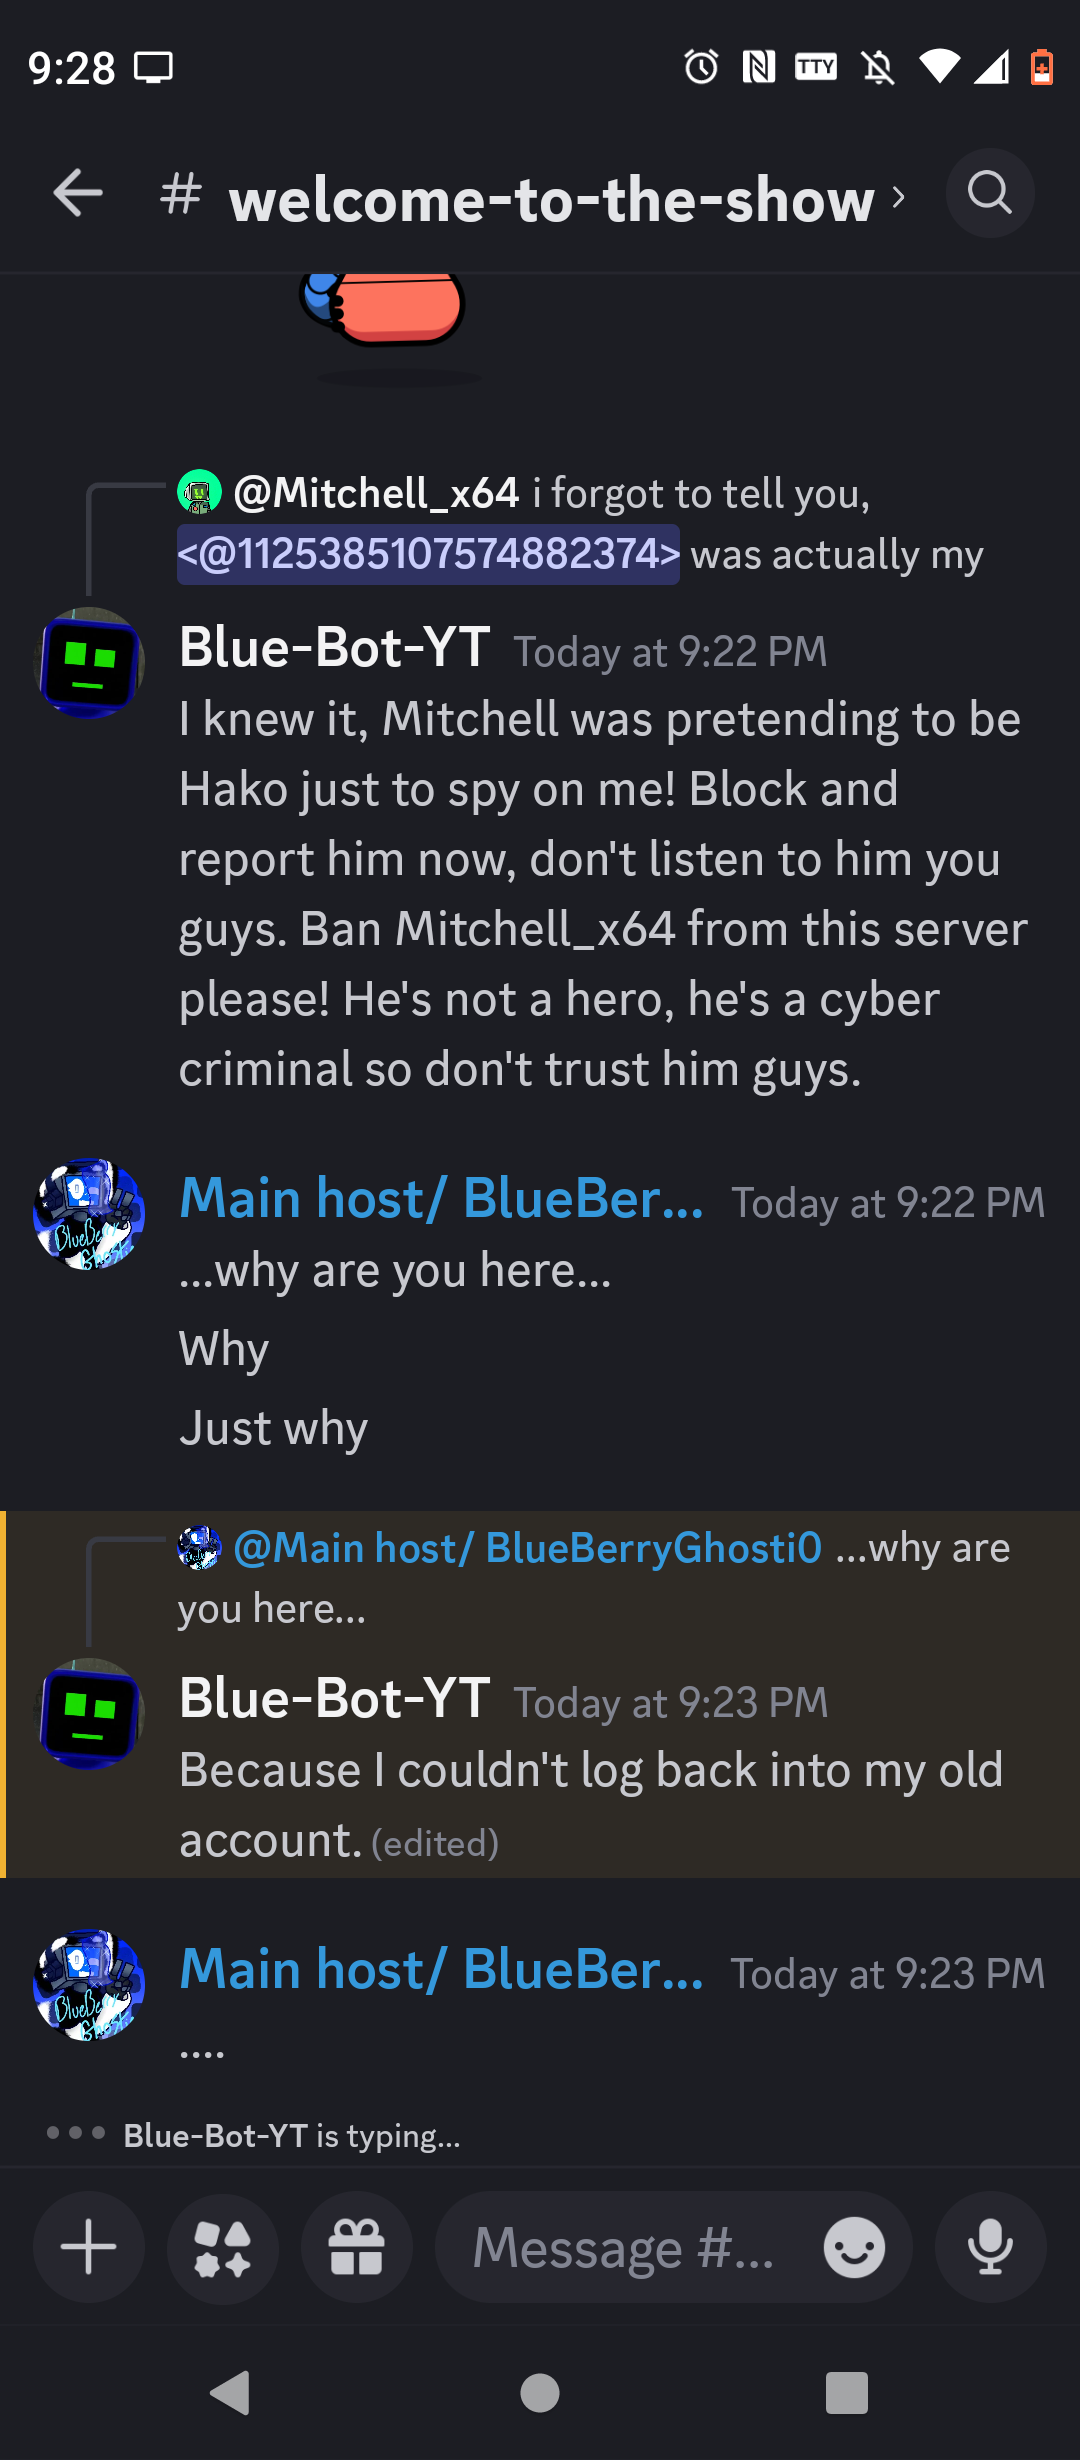 9:28
TTY
# welcome-to-the-show ›
@Mitchell_x64 i forgot to tell you,
<@1125385107574882374> was actually my
Blue-Bot-YT Today at 9:22 PM
I knew it, Mitchell was pretending to be
Hako just to spy on me! Block and
report him now, don't listen to him you
guys. Ban Mitchell_x64 from this server
please! He's not a hero, he's a cyber
criminal so don't trust him guys.
Main host/ BlueBer... Today at 9:22 PM
BlueBerry
Ghost
...why are you here...
Why
Just why
@Main host/ BlueBerryGhosti0 ...why are
you here...
Blue-Bot-YT Today at 9:23 PM
Because I couldn't log back into my old
account. (edited)
Main host/ BlueBer... Today at 9:23 PM
BlueBerry
Ghost
....
Blue-Bot-YT is typing...
Message #...